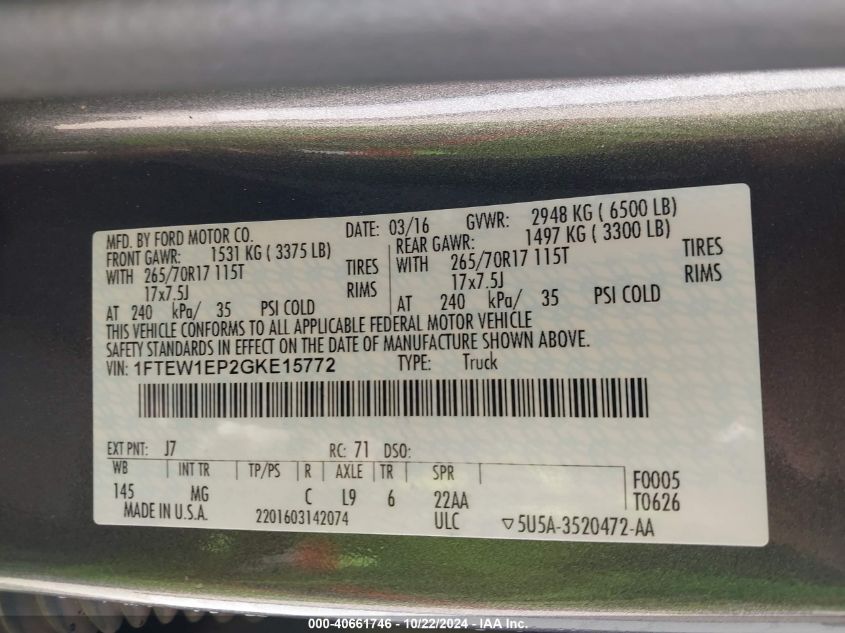 MFD. BY FORD MOTOR CO. DATE: 03/16 GVWR: 2948 KG ( 6500 LB)
FRONT GAWR: 1531 KG ( 3375 LB) REAR GAWR: 1497 KG ( 3300 LB)
WITH 265/70R17 115T TIRES WITH 265/70R17 115T TIRES
17x7.5J RIMS 17x7.5J RIMS
AT 240 kPa/ 35 PSI COLD AT 240 kPa/ 35 PSI COLD
THIS VEHICLE CONFORMS TO ALL APPLICABLE FEDERAL MOTOR VEHICLE
SAFETY STANDARDS IN EFFECT ON THE DATE OF MANUFACTURE SHOWN ABOVE.
VIN: 1FTEW1EP2GKE15772 TYPE: Truck
EXT PNT: J7 RC: 71 DSO:
WB INT TR TP/PS R AXLE TR SPR F0005
145 MG C L9 6 22AA T0626
MADE IN U.S.A. 2201603142074 ULC ▽5U5A-3520472-AA
000-40661746 - 10/22/2024 - IAA Inc.